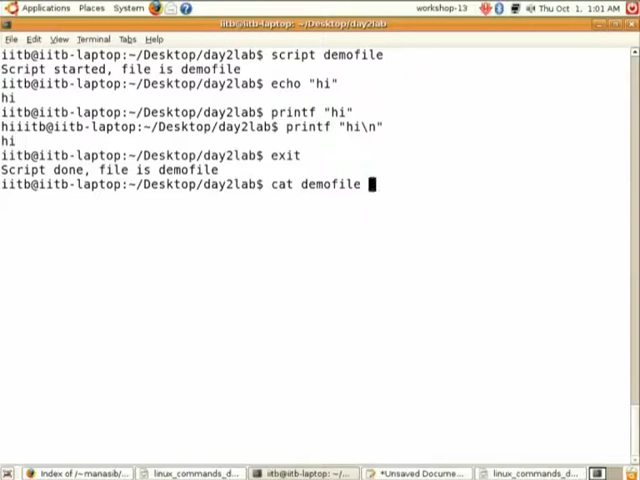 Applications Places System workshop-13 Thu Oct 1, 1:01 AM
iitb@iitb-laptop: ~/Desktop/day2lab
File Edit View Terminal Tabs Help
iitb@iitb-laptop:~/Desktop/day2lab$ script demofile
Script started, file is demofile
iitb@iitb-laptop:~/Desktop/day2lab$ echo "hi"
hi
iitb@iitb-laptop:~/Desktop/day2lab$ printf "hi"
hiiitb@iitb-laptop:~/Desktop/day2lab$ printf "hi\n"
hi
iitb@iitb-laptop:~/Desktop/day2lab$ exit
Script done, file is demofile
iitb@iitb-laptop:~/Desktop/day2lab$ cat demofile
Index of /~manasib/... linux_commands_d... iitb@iitb-laptop: ~/... *Unsaved Docume... linux_commands_d...